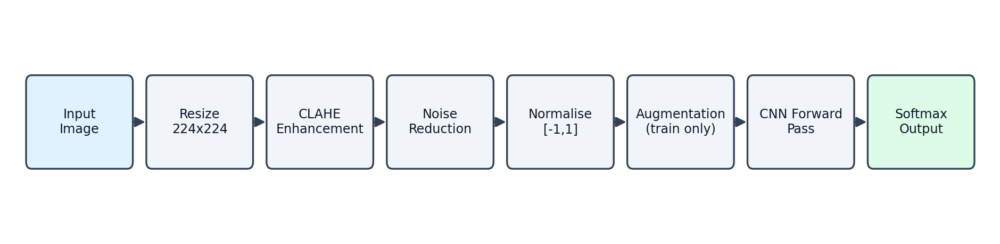 Input
Image
Resize
224x224
CLAHE
Enhancement
Noise
Reduction
Normalise
[-1,1]
Augmentation
(train only)
CNN Forward
Pass
Softmax
Output